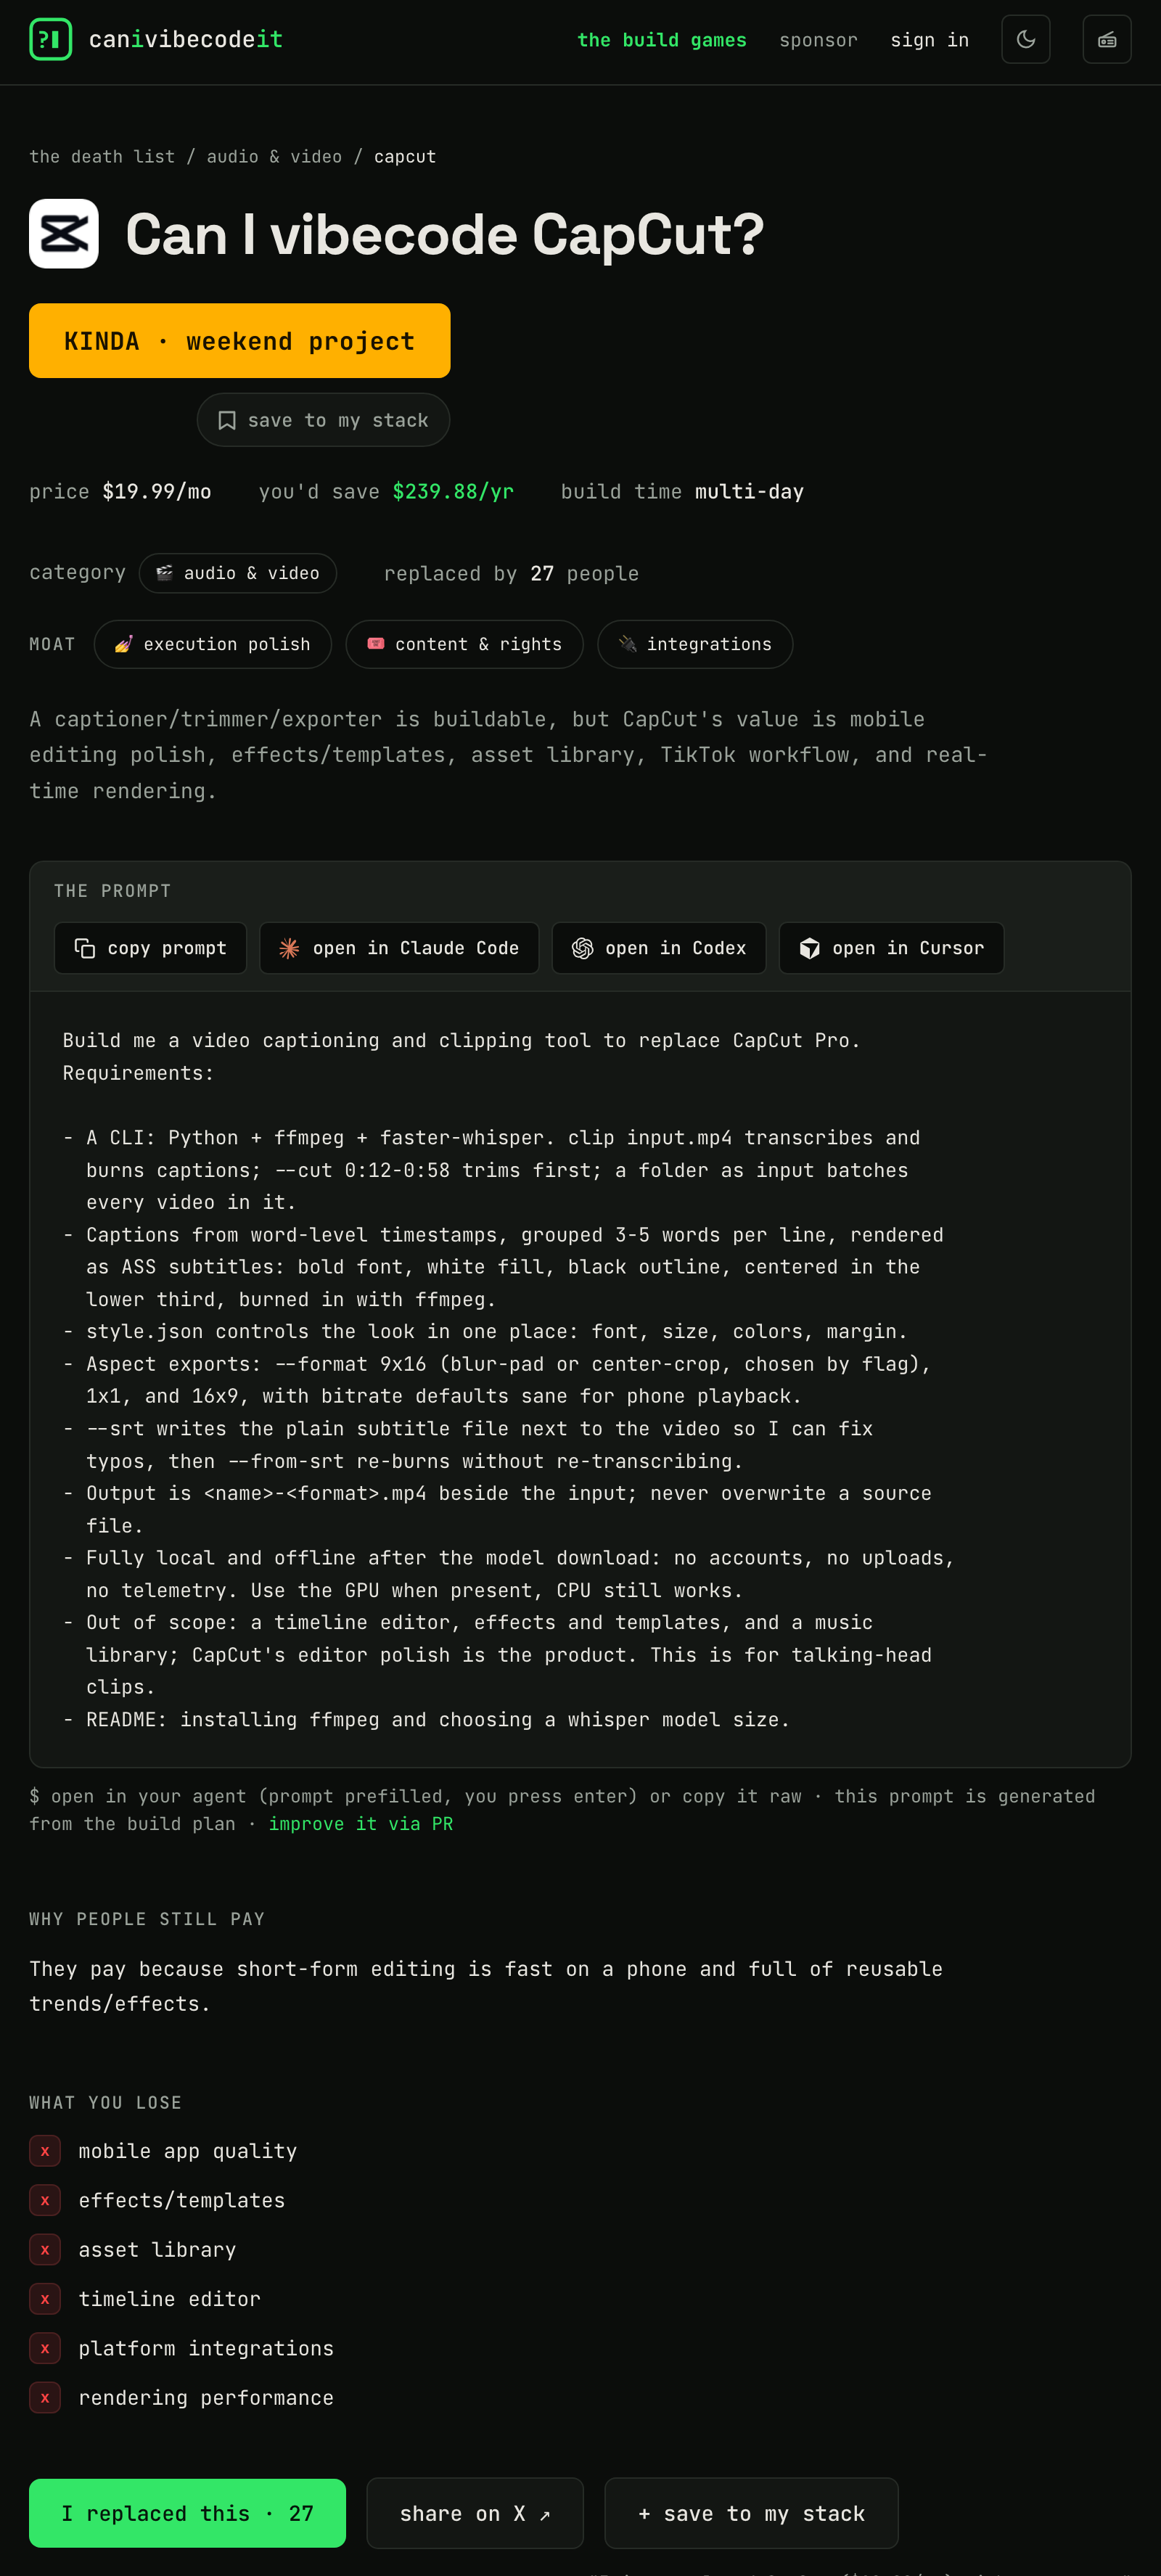 ?
canivibecodeit
the build games
sponsor
sign in
the death list / audio & video / capcut
Can I vibecode CapCut?
KINDA · weekend project
save to my stack
price $19.99/mo you'd save $239.88/yr build time multi-day
category audio & video replaced by 27 people
MOAT execution polish content & rights integrations
A captioner/trimmer/exporter is buildable, but CapCut's value is mobile
editing polish, effects/templates, asset library, TikTok workflow, and real-
time rendering.
THE PROMPT
copy prompt open in Claude Code open in Codex open in Cursor
Build me a video captioning and clipping tool to replace CapCut Pro.
Requirements:
- A CLI: Python + ffmpeg + faster-whisper. clip input.mp4 transcribes and
burns captions; --cut 0:12-0:58 trims first; a folder as input batches
every video in it.
- Captions from word-level timestamps, grouped 3-5 words per line, rendered
as ASS subtitles: bold font, white fill, black outline, centered in the
lower third, burned in with ffmpeg.
- style.json controls the look in one place: font, size, colors, margin.
- Aspect exports: --format 9x16 (blur-pad or center-crop, chosen by flag),
1x1, and 16x9, with bitrate defaults sane for phone playback.
- --srt writes the plain subtitle file next to the video so I can fix
typos, then --from-srt re-burns without re-transcribing.
- Output is <name>-<format>.mp4 beside the input; never overwrite a source
file.
- Fully local and offline after the model download: no accounts, no uploads,
no telemetry. Use the GPU when present, CPU still works.
- Out of scope: a timeline editor, effects and templates, and a music
library; CapCut's editor polish is the product. This is for talking-head
clips.
- README: installing ffmpeg and choosing a whisper model size.
$ open in your agent (prompt prefilled, you press enter) or copy it raw · this prompt is generated
from the build plan · improve it via PR
WHY PEOPLE STILL PAY
They pay because short-form editing is fast on a phone and full of reusable
trends/effects.
WHAT YOU LOSE
x mobile app quality
x effects/templates
x asset library
x timeline editor
x platform integrations
x rendering performance
I replaced this · 27
share on X ↗
+ save to my stack